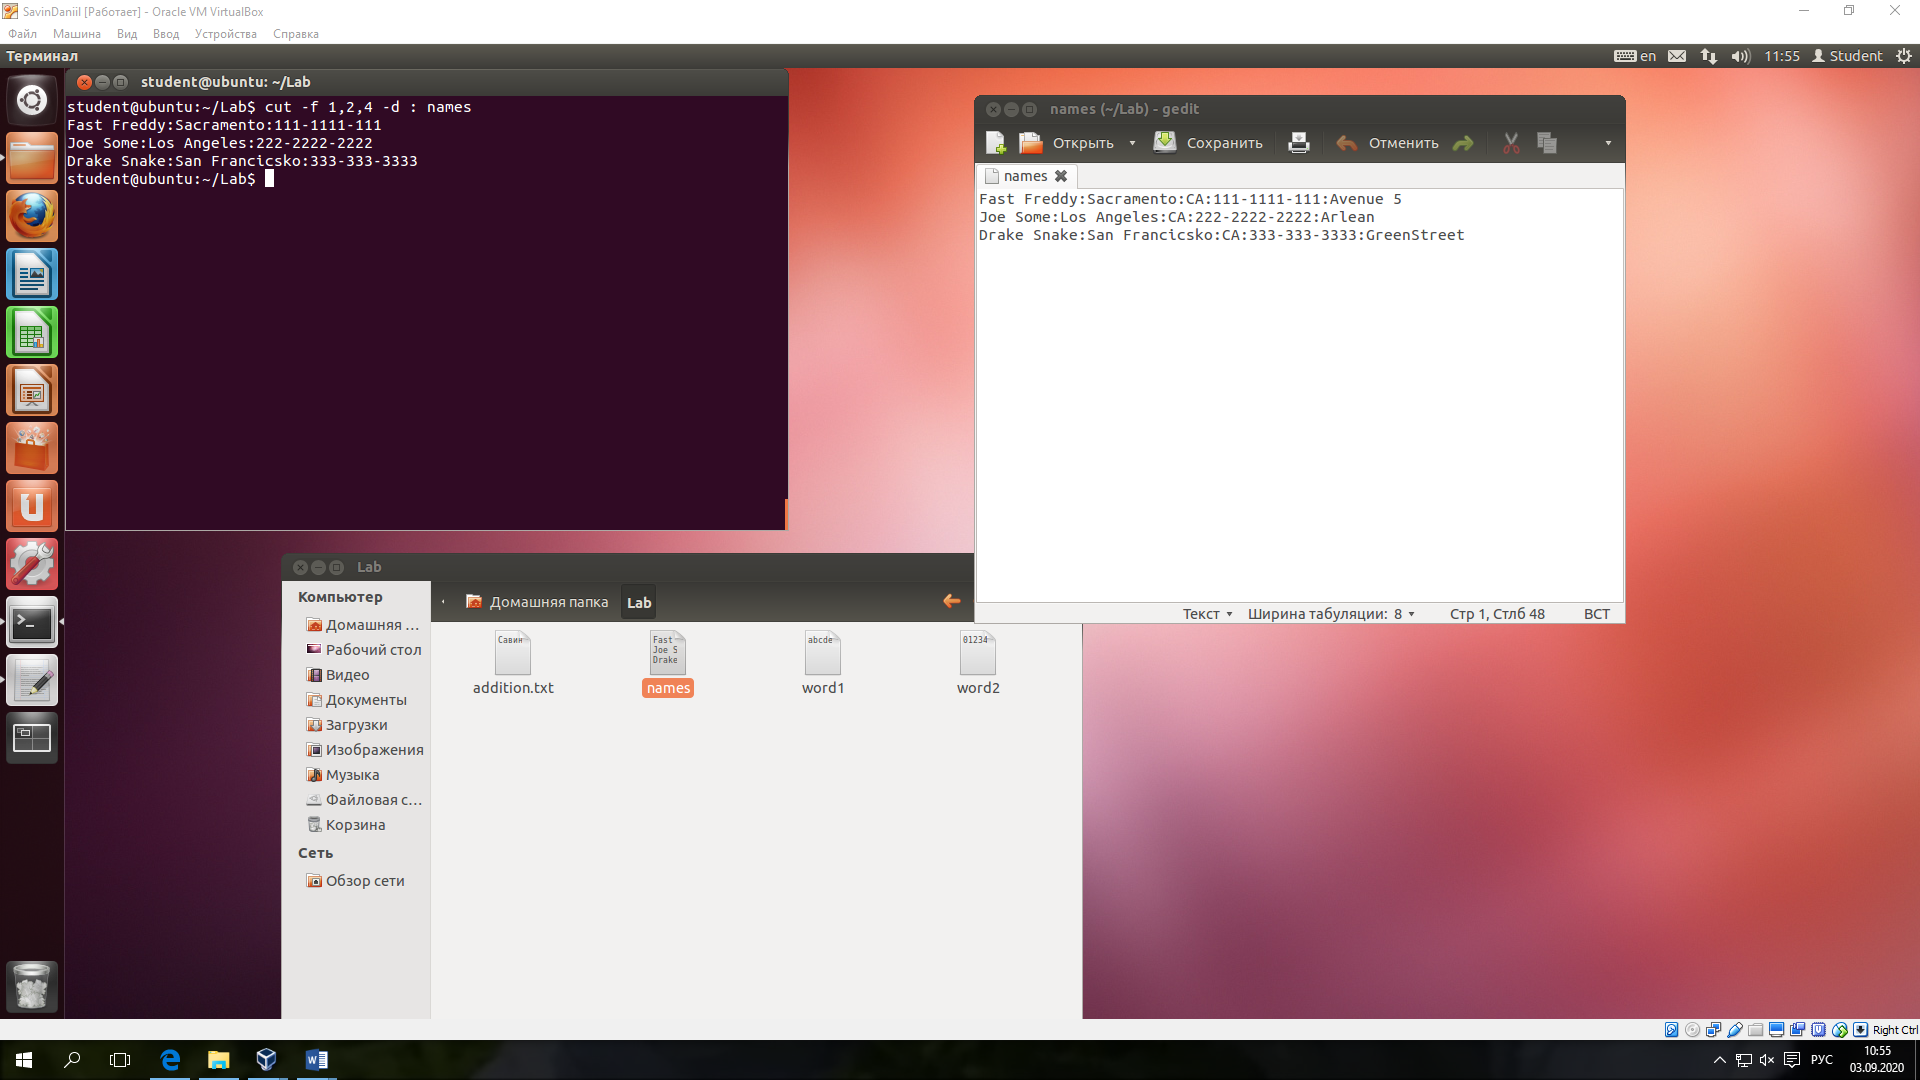 SavinDaniil [Работает] - Oracle VM VirtualBox
Файл Машина Вид Ввод Устройства Справка
Терминал en 11:55 Student
student@ubuntu: ~/Lab
student@ubuntu:~/Lab$ cut -f 1,2,4 -d : names
Fast Freddy:Sacramento:111-1111-111
Joe Some:Los Angeles:222-2222-2222
Drake Snake:San Francicsko:333-333-3333
student@ubuntu:~/Lab$
names (~/Lab) - gedit
Открыть Сохранить Отменить
names
Fast Freddy:Sacramento:CA:111-1111-111:Avenue 5
Joe Some:Los Angeles:CA:222-2222-2222:Arlean
Drake Snake:San Francicsko:CA:333-333-3333:GreenStreet
Текст Ширина табуляции: 8 Стр 1, Стлб 48 ВСТ
Lab
Компьютер
Домашняя ...
Рабочий стол
Видео
Документы
Загрузки
Изображения
Музыка
Файловая с...
Корзина
Сеть
Обзор сети
Домашняя папка Lab
Савин
Fast
Joe S
Drake
abcde
01234
addition.txt names word1 word2
Right Ctrl
РУС
10:55
03.09.2020